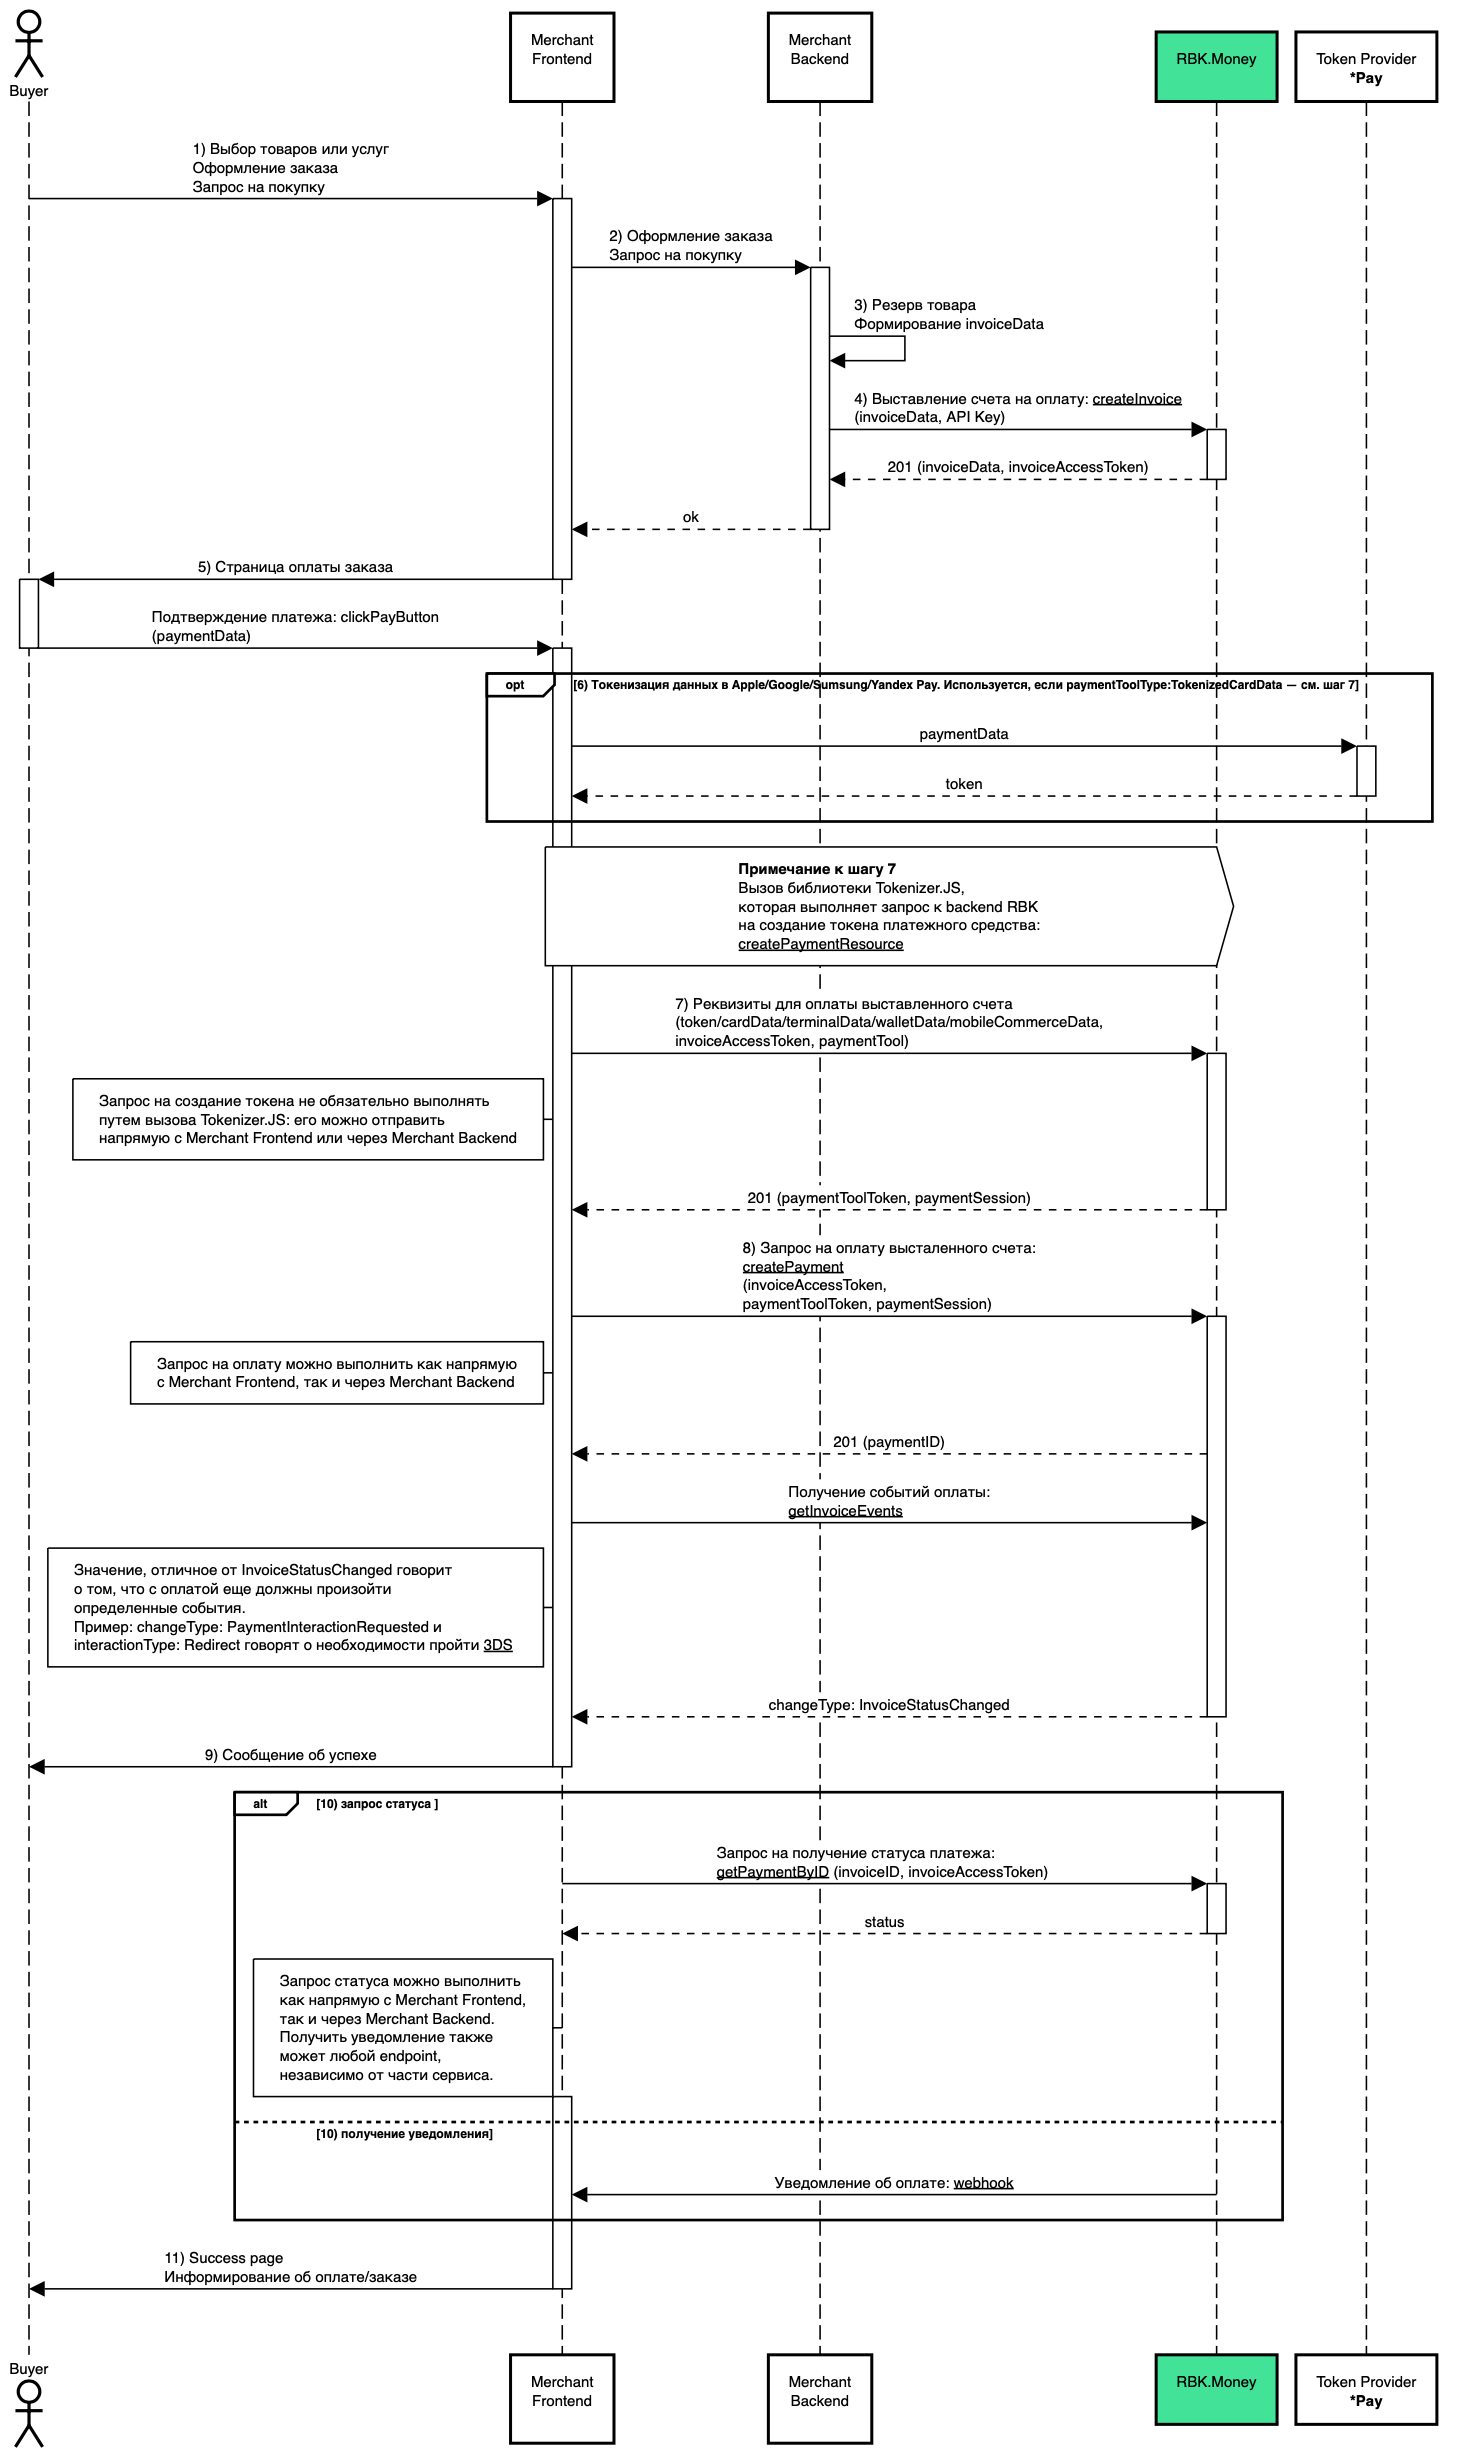 Buyer
Merchant
Frontend
Merchant
Backend
RBK.Money
Token Provider
*Pay
1) Выбор товаров или услуг
Оформление заказа
Запрос на покупку
2) Оформление заказа
Запрос на покупку
3) Резерв товара
Формирование invoiceData
4) Выставление счета на оплату: createInvoice
(invoiceData, API Key)
201 (invoiceData, invoiceAccessToken)
ok
5) Страница оплаты заказа
Подтверждение платежа: clickPayButton
(paymentData)
opt
[6) Токенизация данных в Apple/Google/Sumsung/Yandex Pay. Используется, если paymentToolType:TokenizedCardData — см. шаг 7]
paymentData
token
Примечание к шагу 7
Вызов библиотеки Tokenizer.JS,
которая выполняет запрос к backend RBK
на создание токена платежного средства:
createPaymentResource
7) Реквизиты для оплаты выставленного счета
(token/cardData/terminalData/walletData/mobileCommerceData,
invoiceAccessToken, paymentTool)
Запрос на создание токена не обязательно выполнять
путем вызова Tokenizer.JS: его можно отправить
напрямую с Merchant Frontend или через Merchant Backend
201 (paymentToolToken, paymentSession)
8) Запрос на оплату высталенного счета:
createPayment
(invoiceAccessToken,
paymentToolToken, paymentSession)
Запрос на оплату можно выполнить как напрямую
с Merchant Frontend, так и через Merchant Backend
201 (paymentID)
Получение событий оплаты:
getInvoiceEvents
Значение, отличное от InvoiceStatusChanged говорит
о том, что с оплатой еще должны произойти
определенные события.
Пример: changeType: PaymentInteractionRequested и
interactionType: Redirect говорят о необходимости пройти 3DS
changeType: InvoiceStatusChanged
9) Сообщение об успехе
alt
[10) запрос статуса ]
Запрос на получение статуса платежа:
getPaymentByID (invoiceID, invoiceAccessToken)
status
Запрос статуса можно выполнить
как напрямую с Merchant Frontend,
так и через Merchant Backend.
Получить уведомление также
может любой endpoint,
независимо от части сервиса.
[10) получение уведомления]
Уведомление об оплате: webhook
11) Success page
Информирование об оплате/заказе
Buyer
Merchant
Frontend
Merchant
Backend
RBK.Money
Token Provider
*Pay